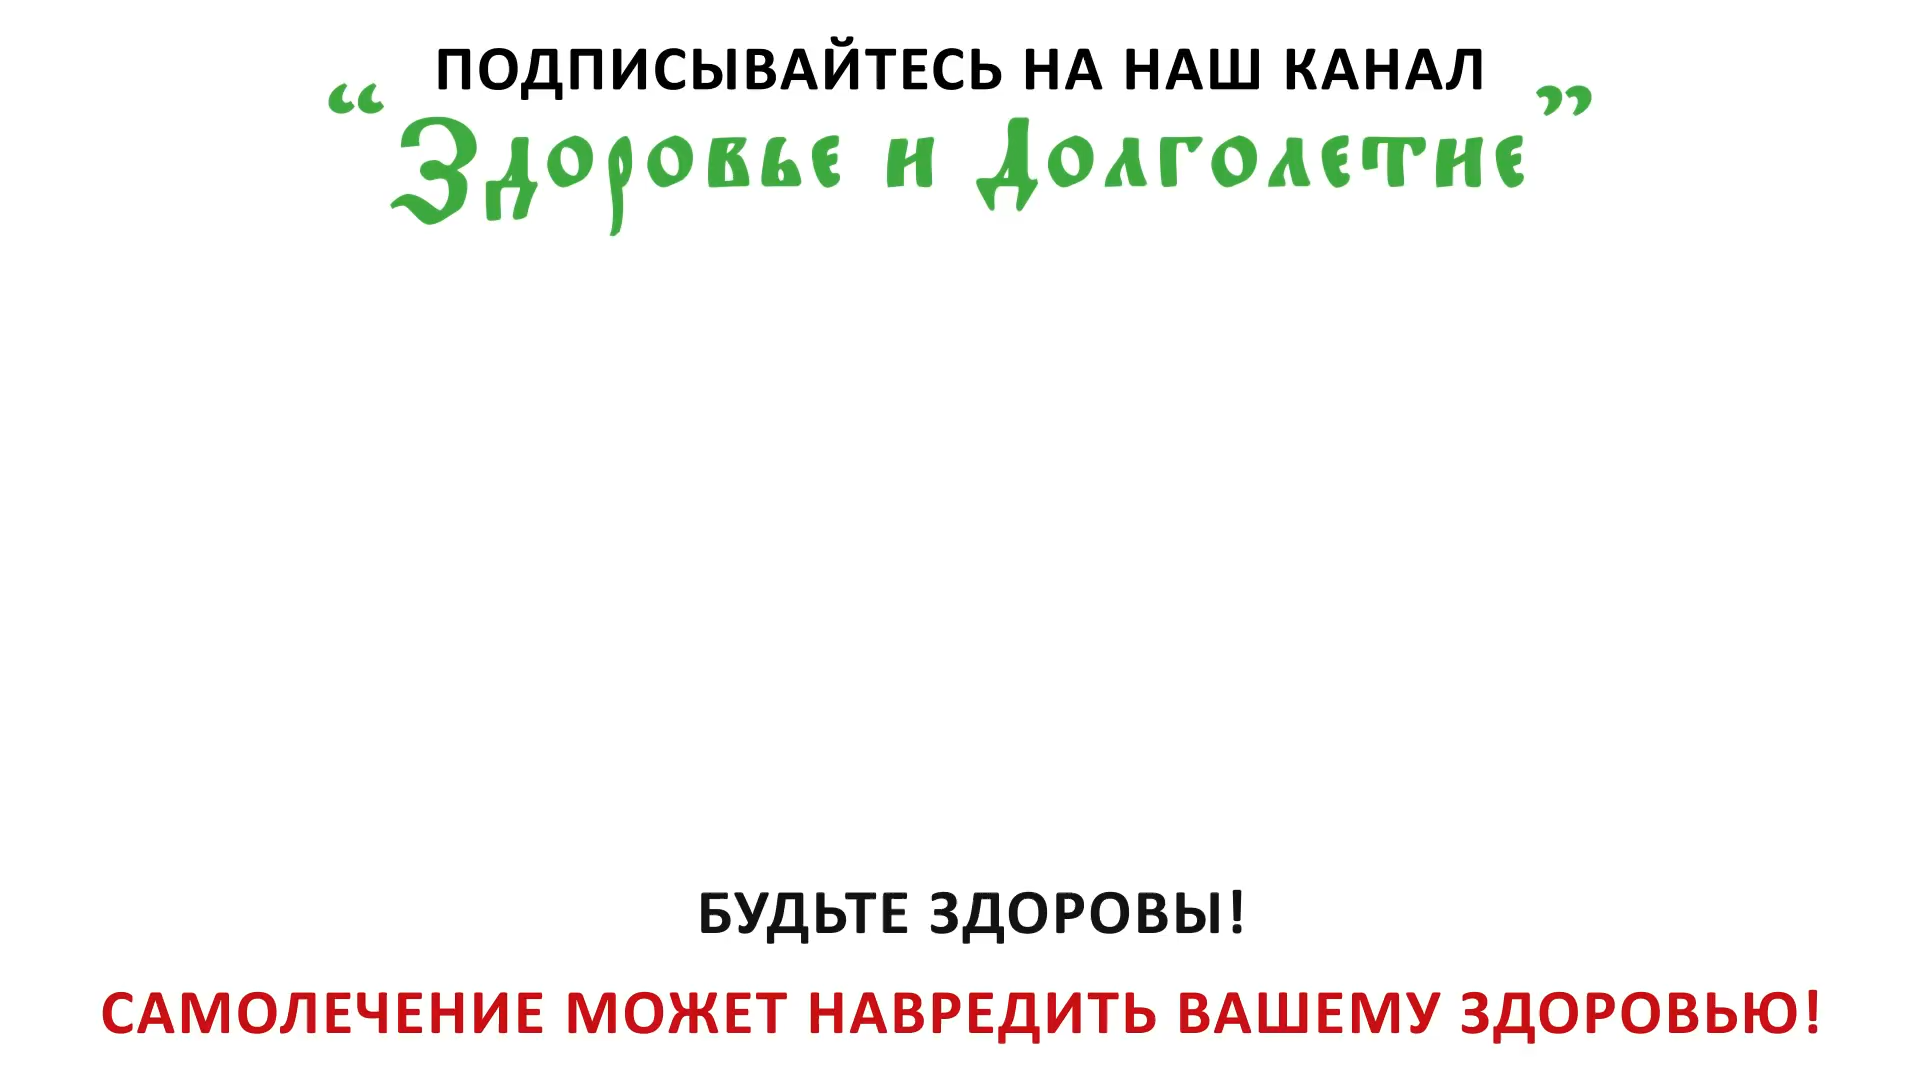 ПОДПИСЫВАЙТЕСЬ НА НАШ КАНАЛ
“Здоровье и Долголетие”
БУДЬТЕ ЗДОРОВЫ!
САМОЛЕЧЕНИЕ МОЖЕТ НАВРЕДИТЬ ВАШЕМУ ЗДОРОВЬЮ!